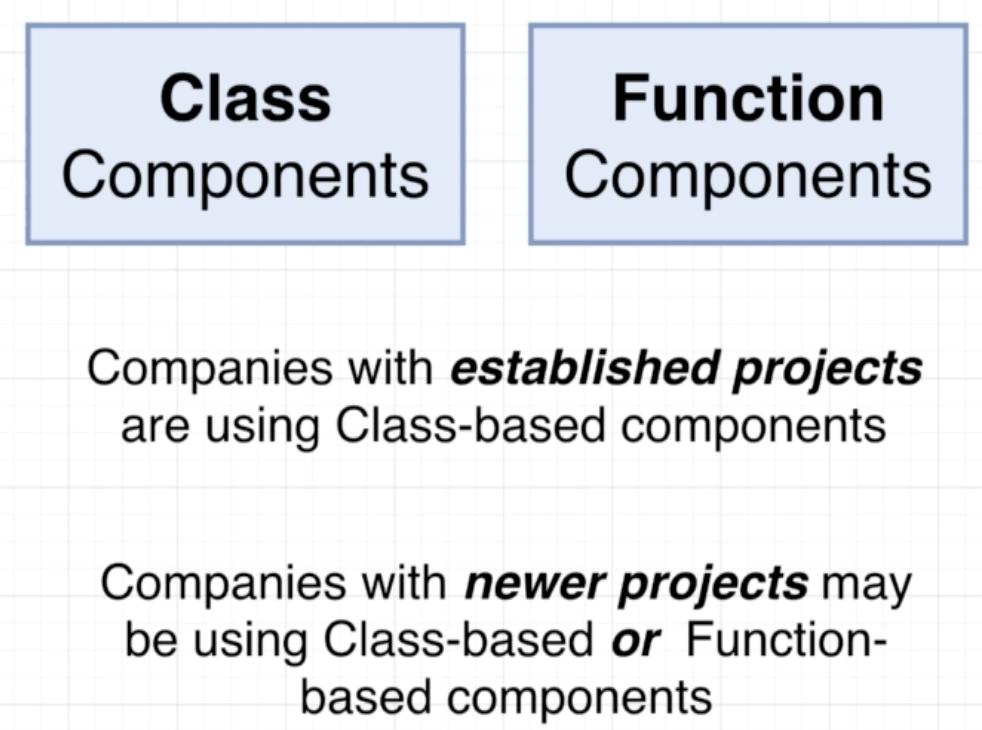 Class
Components
Function
Components
Companies with established projects
are using Class-based components
Companies with newer projects may
be using Class-based or Function-
based components